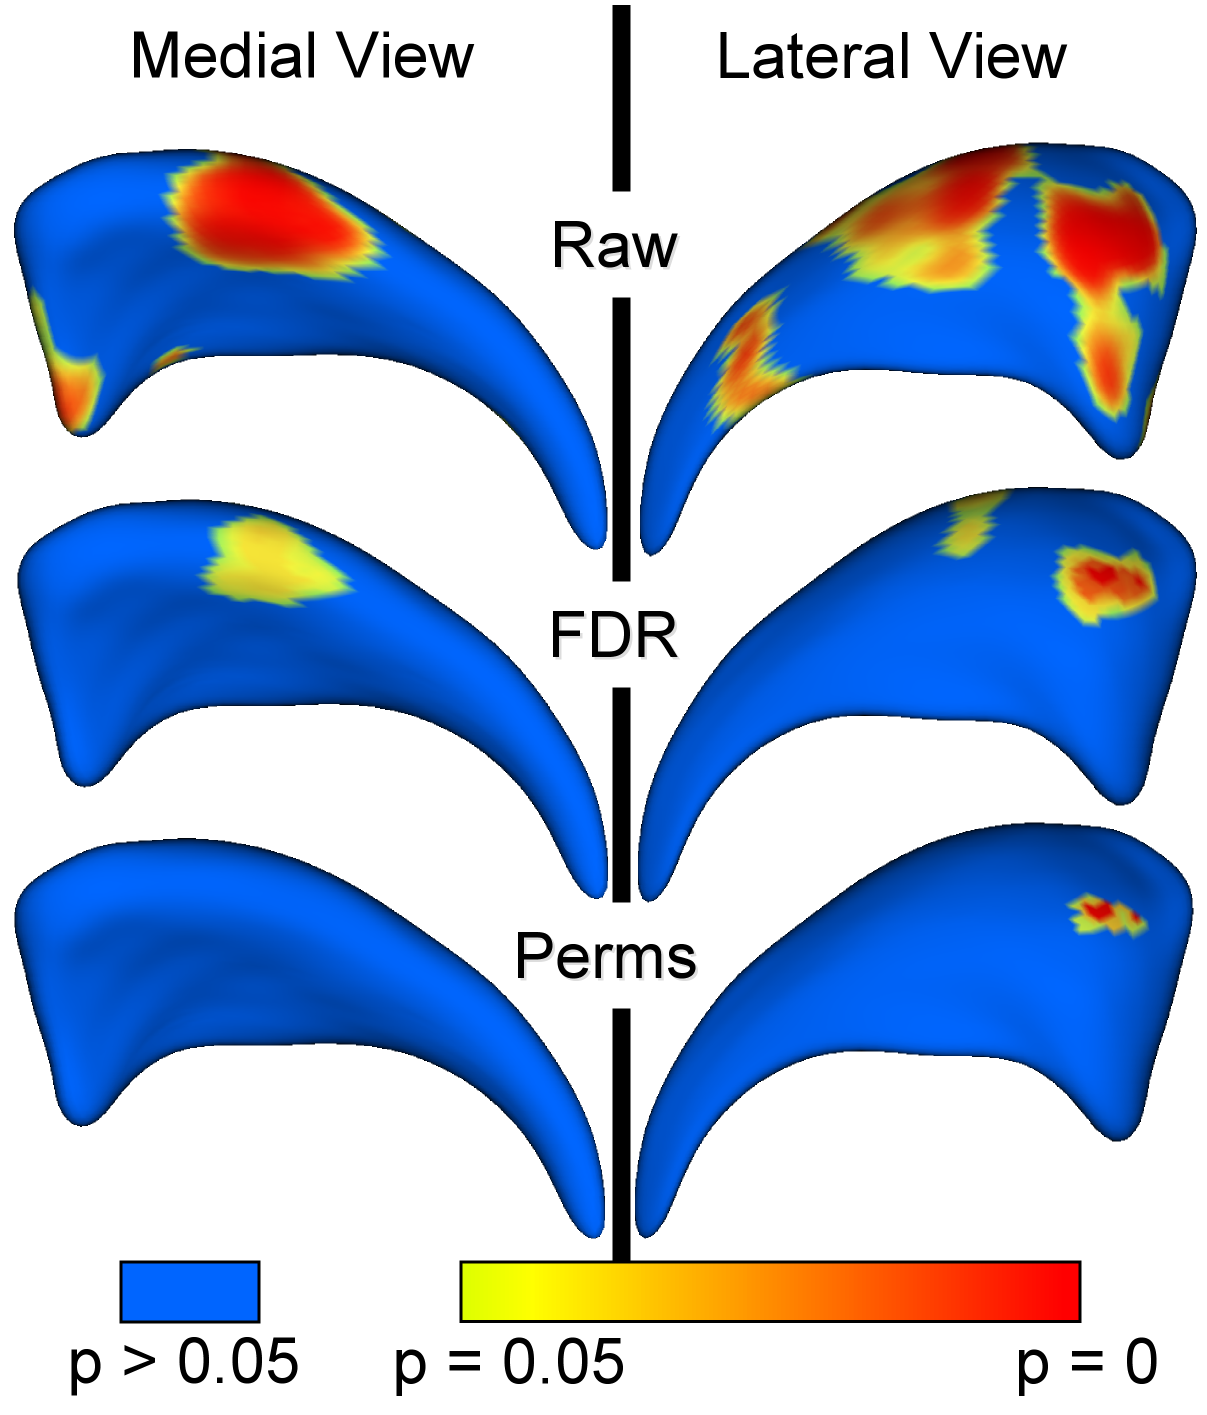 Medial View
Lateral View
Raw
FDR
Perms
p > 0.05
p = 0.05
p = 0